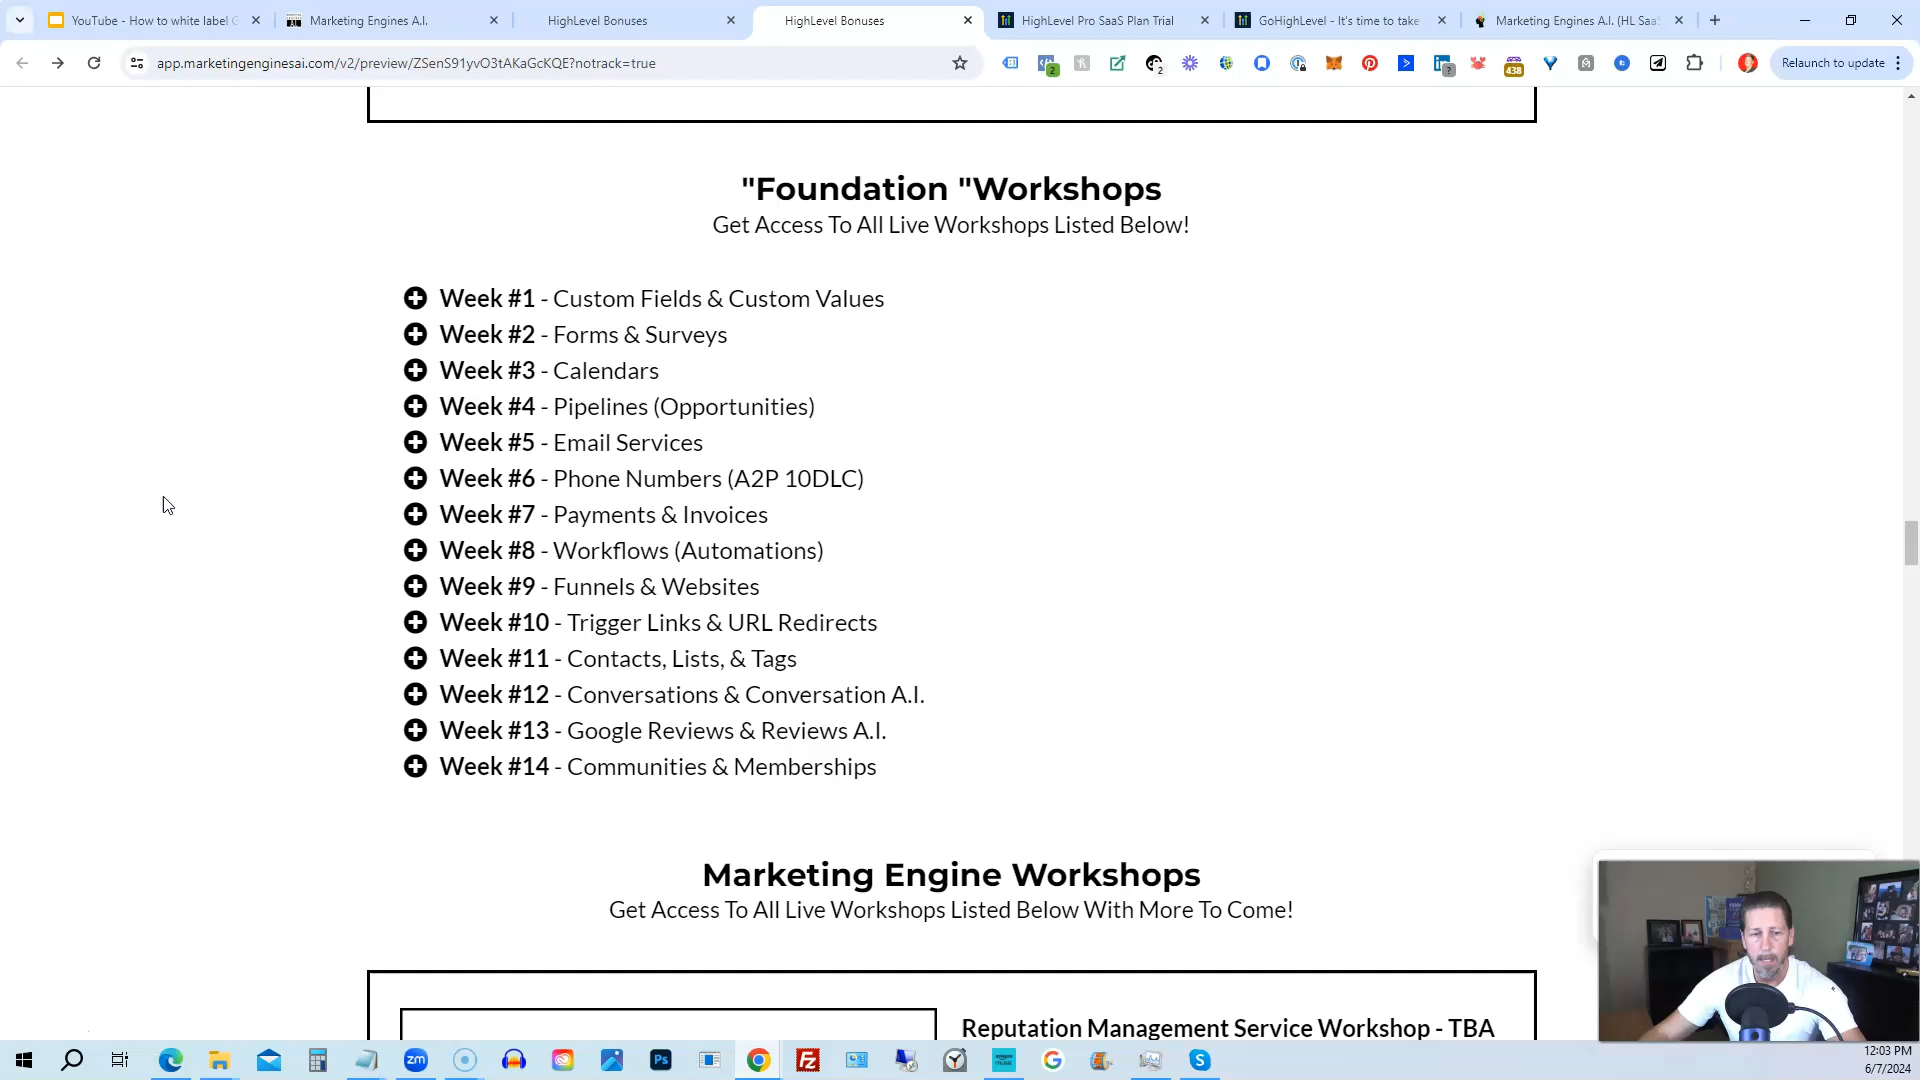 YouTube - How to white label G
Marketing Engines A.I.
HighLevel Bonuses
HighLevel Bonuses
HighLevel Pro SaaS Plan Trial
GoHighLevel - It's time to take
Marketing Engines A.I. (HL SaaS
app.marketingenginesai.com/v2/preview/ZSenS91yvO3tAKaGcKQE?notrack=true
2
2
?
438
Relaunch to update
"Foundation "Workshops
Get Access To All Live Workshops Listed Below!
Week #1 - Custom Fields & Custom Values
Week #2 - Forms & Surveys
Week #3 - Calendars
Week #4 - Pipelines (Opportunities)
Week #5 - Email Services
Week #6 - Phone Numbers (A2P 10DLC)
Week #7 - Payments & Invoices
Week #8 - Workflows (Automations)
Week #9 - Funnels & Websites
Week #10 - Trigger Links & URL Redirects
Week #11 - Contacts, Lists, & Tags
Week #12 - Conversations & Conversation A.I.
Week #13 - Google Reviews & Reviews A.I.
Week #14 - Communities & Memberships
Marketing Engine Workshops
Get Access To All Live Workshops Listed Below With More To Come!
Reputation Management Service Workshop - TBA
zm
Ps
Fz
12:03 PM
6/7/2024